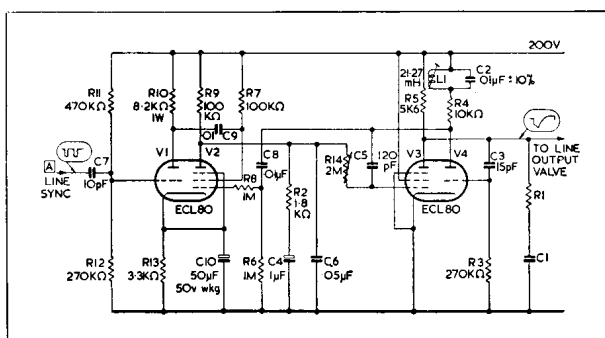 200V
R11
470KΩ
R10
8·2KΩ
1W
R9
100
KΩ
R7
100KΩ
·01
C9
V1
V2
A
LINE
SYNC
C7
10pF
ECL80
R8
1M
C8
·01µF
R2
1·8
KΩ
R14
2M
C5
120
pF
21·27
mH
L1
C2
·01µF ±10%
R5
5K6
R4
10KΩ
V3
V4
ECL80
C3
15pF
TO LINE
OUTPUT
VALVE
R1
C1
R12
270KΩ
R13
3·3KΩ
C10
50µF
50v wkg
R6
1M
C4
1µF
C6
·05µF
R3
270KΩ